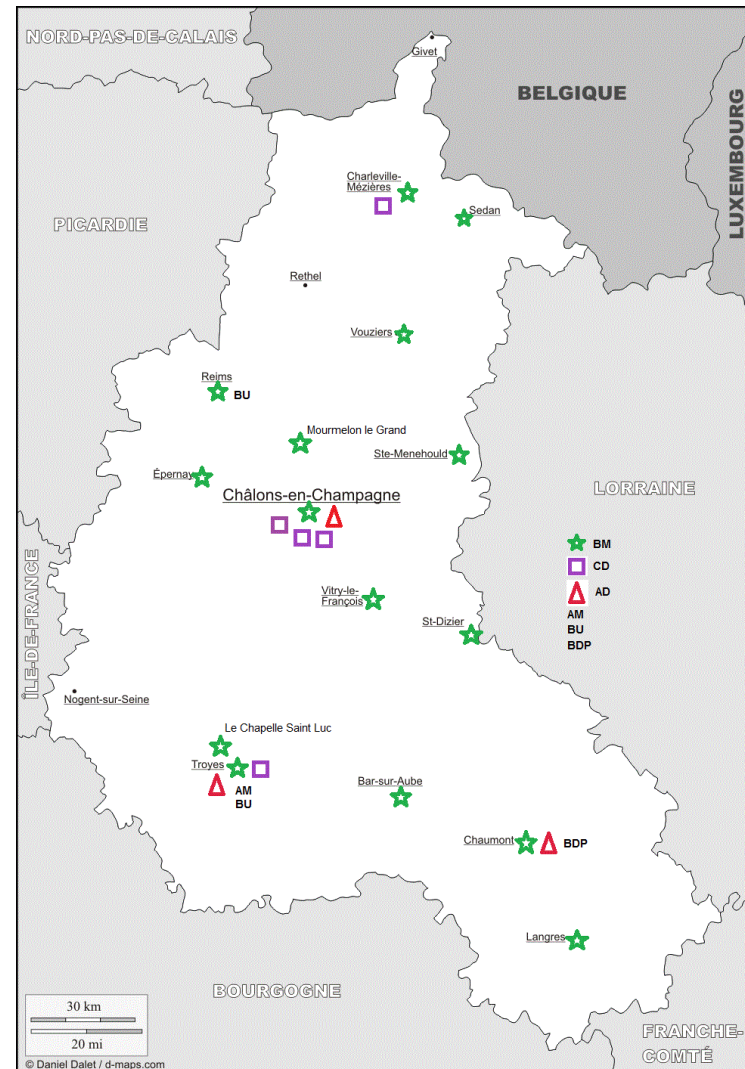 NORD-PAS-DE-CALAIS
Givet
BELGIQUE
LUXEMBOURG
Charleville-
Mézières
Sedan
PICARDIE
Rethel
Vouziers
Reims
BU
Mourmelon le Grand
Ste-Menehould
Épernay
Châlons-en-Champagne
LORRAINE
BM
CD
AD
AM
BU
BDP
ÎLE-DE-FRANCE
Vitry-le-
François
St-Dizier
Nogent-sur-Seine
Le Chapelle Saint Luc
Troyes
AM
BU
Bar-sur-Aube
Chaumont
BDP
Langres
BOURGOGNE
30 km
20 mi
FRANCHE-
COMTÉ
© Daniel Dalet / d-maps.com